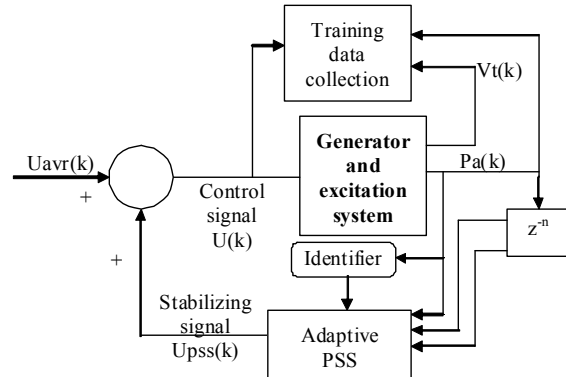 Training
data
collection
Vt(k)
Uavr(k)
+
Generator
and
excitation
system
Pa(k)
Control
signal
U(k)
z-n
+
Identifier
Stabilizing
signal
Upss(k)
Adaptive
PSS